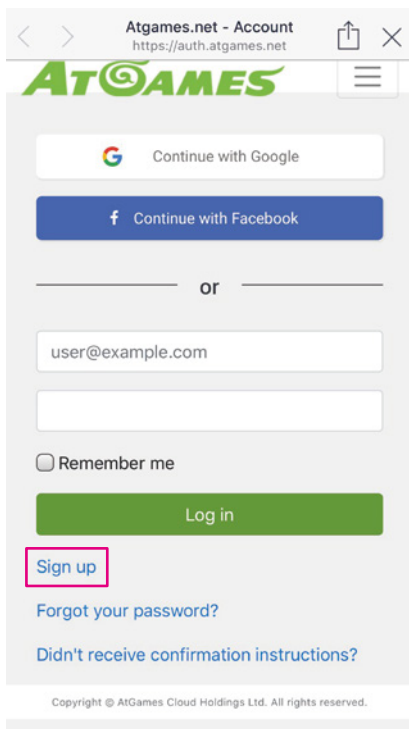 Atgames.net - Account
https://auth.atgames.net
ATGAMES
Continue with Google
f Continue with Facebook
or
user@example.com
Remember me
Log in
Sign up
Forgot your password?
Didn't receive confirmation instructions?
Copyright @ AtGames Cloud Holdings Ltd. All rights reserved.